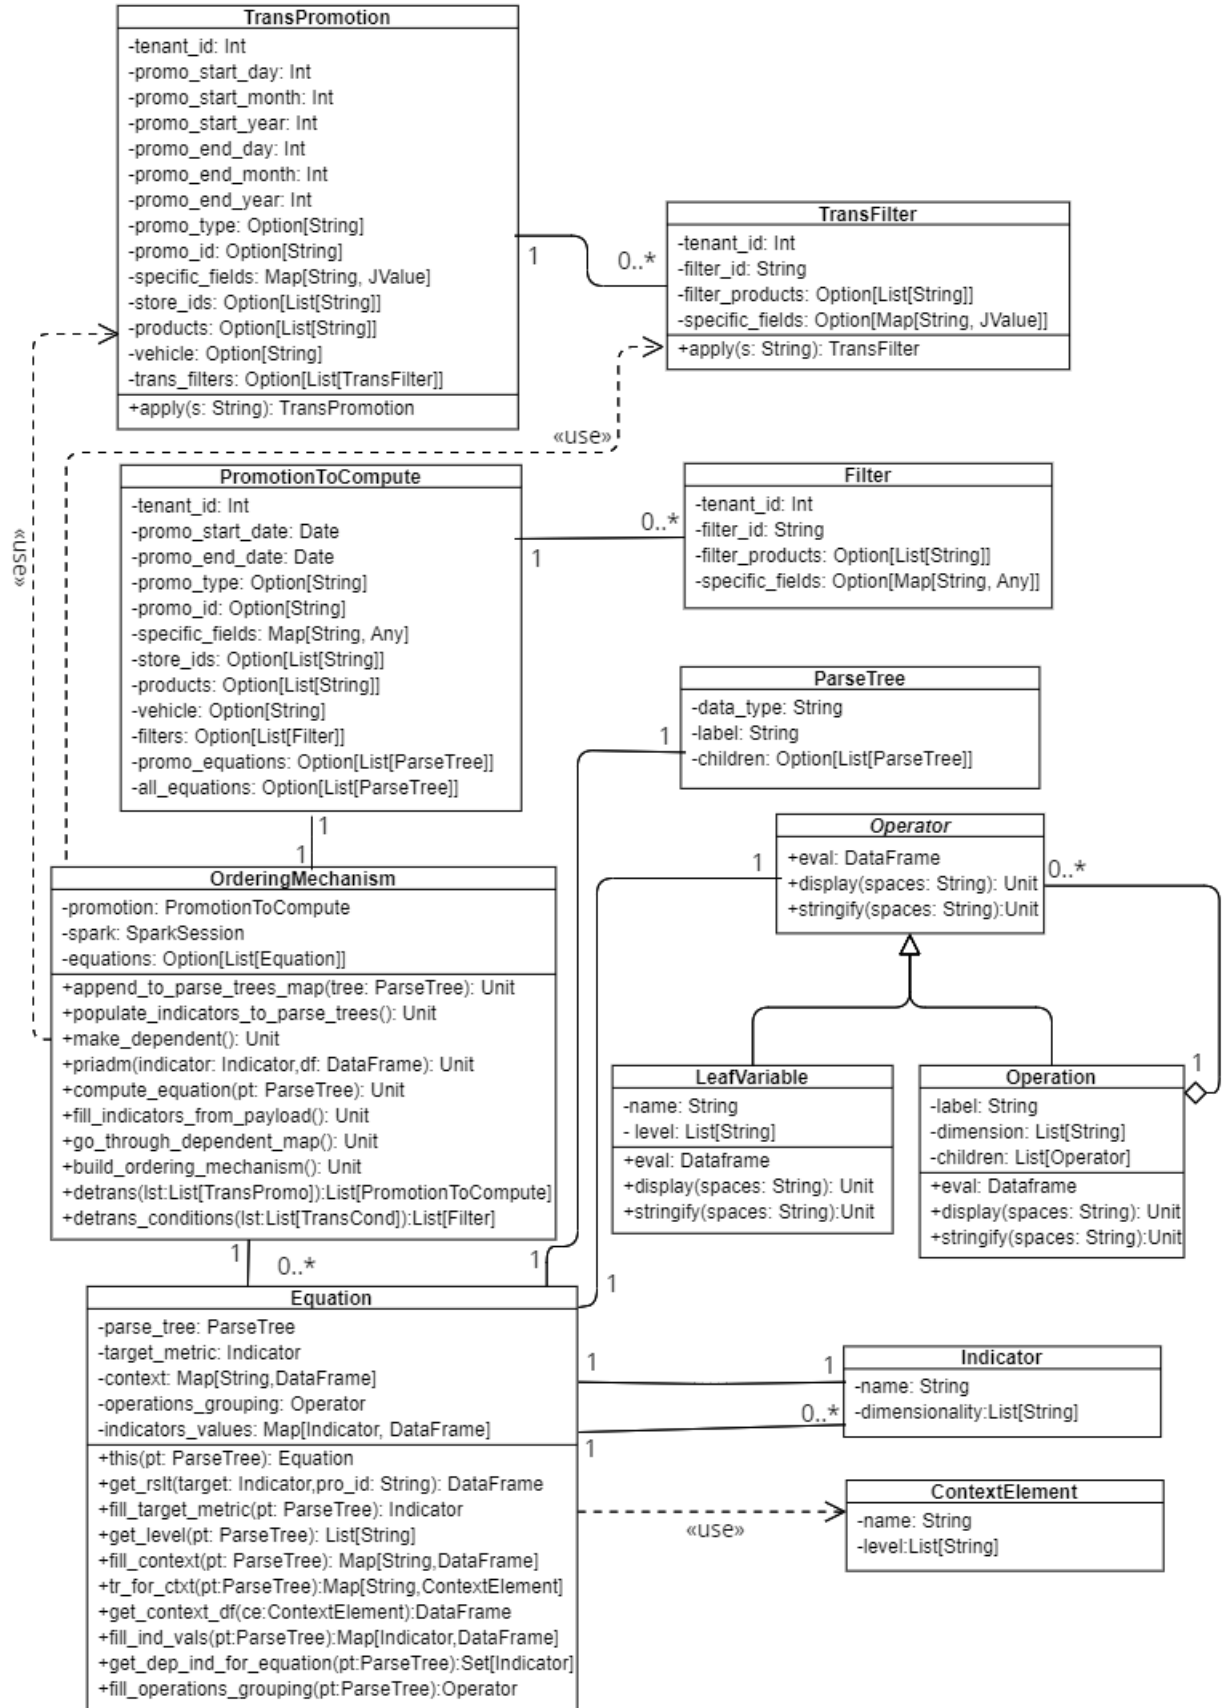 TransPromotion
-tenant_id: Int
-promo_start_day: Int
-promo_start_month: Int
-promo_start_year: Int
-promo_end_day: Int
-promo_end_month: Int
-promo_end_year: Int
-promo_type: Option[String]
-promo_id: Option[String]
-specific_fields: Map[String, JValue]
-store_ids: Option[List[String]]
-products: Option[List[String]]
-vehicle: Option[String]
-trans_filters: Option[List[TransFilter]]
+apply(s: String): TransPromotion
1
0..*
TransFilter
-tenant_id: Int
-filter_id: String
-filter_products: Option[List[String]]
-specific_fields: Option[Map[String, JValue]]
+apply(s: String): TransFilter
«use»
«use»
PromotionToCompute
-tenant_id: Int
-promo_start_date: Date
-promo_end_date: Date
-promo_type: Option[String]
-promo_id: Option[String]
-specific_fields: Map[String, Any]
-store_ids: Option[List[String]]
-products: Option[List[String]]
-vehicle: Option[String]
-filters: Option[List[Filter]]
-promo_equations: Option[List[ParseTree]]
-all_equations: Option[List[ParseTree]]
1
0..*
Filter
-tenant_id: Int
-filter_id: String
-filter_products: Option[List[String]]
-specific_fields: Option[Map[String, Any]]
1
ParseTree
-data_type: String
-label: String
-children: Option[List[ParseTree]]
1
1
OrderingMechanism
-promotion: PromotionToCompute
-spark: SparkSession
-equations: Option[List[Equation]]
+append_to_parse_trees_map(tree: ParseTree): Unit
+populate_indicators_to_parse_trees(): Unit
+make_dependent(): Unit
+priadm(indicator: Indicator,df: DataFrame): Unit
+compute_equation(pt: ParseTree): Unit
+fill_indicators_from_payload(): Unit
+go_through_dependent_map(): Unit
+build_ordering_mechanism(): Unit
+detrans(lst:List[TransPromo]):List[PromotionToCompute]
+detrans_conditions(lst:List[TransCond]):List[Filter]
1
Operator
+eval: DataFrame
+display(spaces: String): Unit
+stringify(spaces: String):Unit
0..*
1
LeafVariable
-name: String
- level: List[String]
+eval: Dataframe
+display(spaces: String): Unit
+stringify(spaces: String):Unit
Operation
-label: String
-dimension: List[String]
-children: List[Operator]
+eval: Dataframe
+display(spaces: String): Unit
+stringify(spaces: String):Unit
1
0..*
1
1
Equation
-parse_tree: ParseTree
-target_metric: Indicator
-context: Map[String,DataFrame]
-operations_grouping: Operator
-indicators_values: Map[Indicator, DataFrame]
+this(pt: ParseTree): Equation
+get_rslt(target: Indicator,pro_id: String): DataFrame
+fill_target_metric(pt: ParseTree): Indicator
+get_level(pt: ParseTree): List[String]
+fill_context(pt: ParseTree): Map[String,DataFrame]
+tr_for_ctxt(pt:ParseTree):Map[String,ContextElement]
+get_context_df(ce:ContextElement):DataFrame
+fill_ind_vals(pt:ParseTree):Map[Indicator,DataFrame]
+get_dep_ind_for_equation(pt:ParseTree):Set[Indicator]
+fill_operations_grouping(pt:ParseTree):Operator
1
1
1
0..*
Indicator
-name: String
-dimensionality:List[String]
«use»
ContextElement
-name: String
-level:List[String]